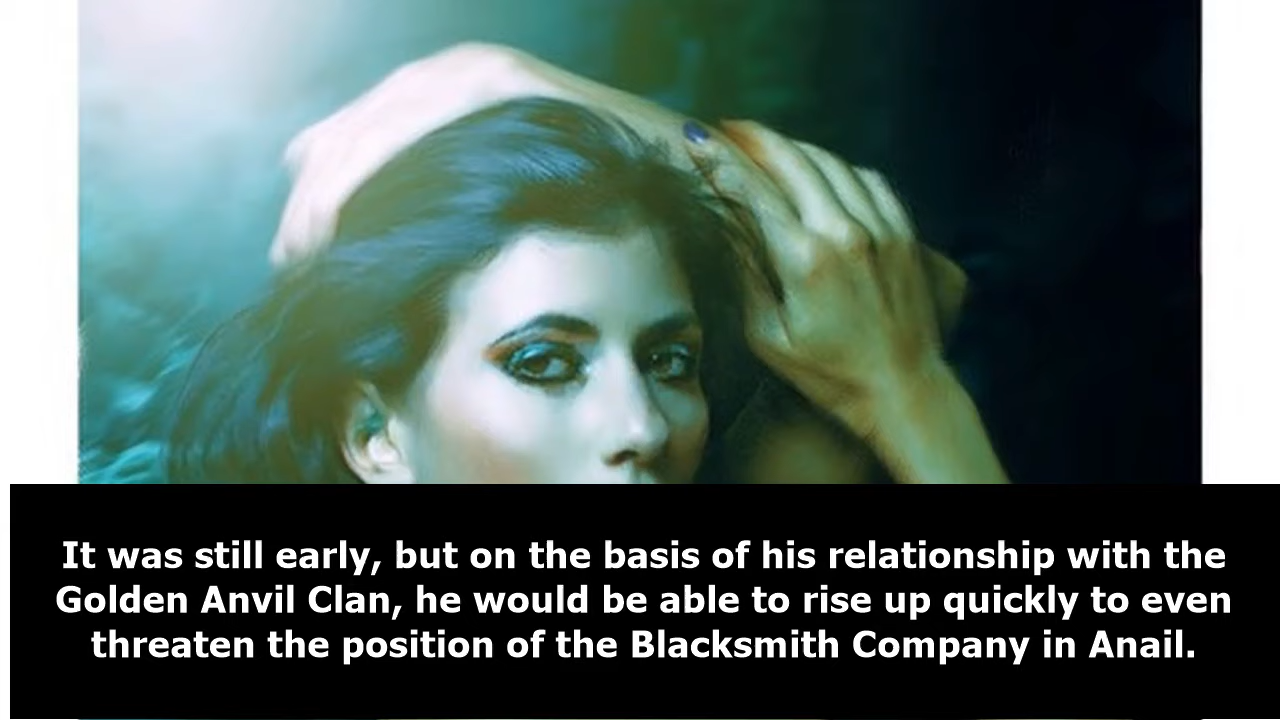 It was still early, but on the basis of his relationship with the
Golden Anvil Clan, he would be able to rise up quickly to even
threaten the position of the Blacksmith Company in Anail.